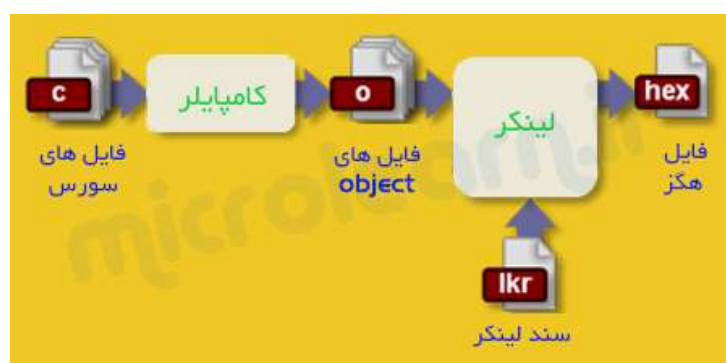 c
کامپایلر
o
لینکر
hex
فایل های
سورس
فایل های
object
فایل
هگز
lkr
سند لینکر
microlearn.ir